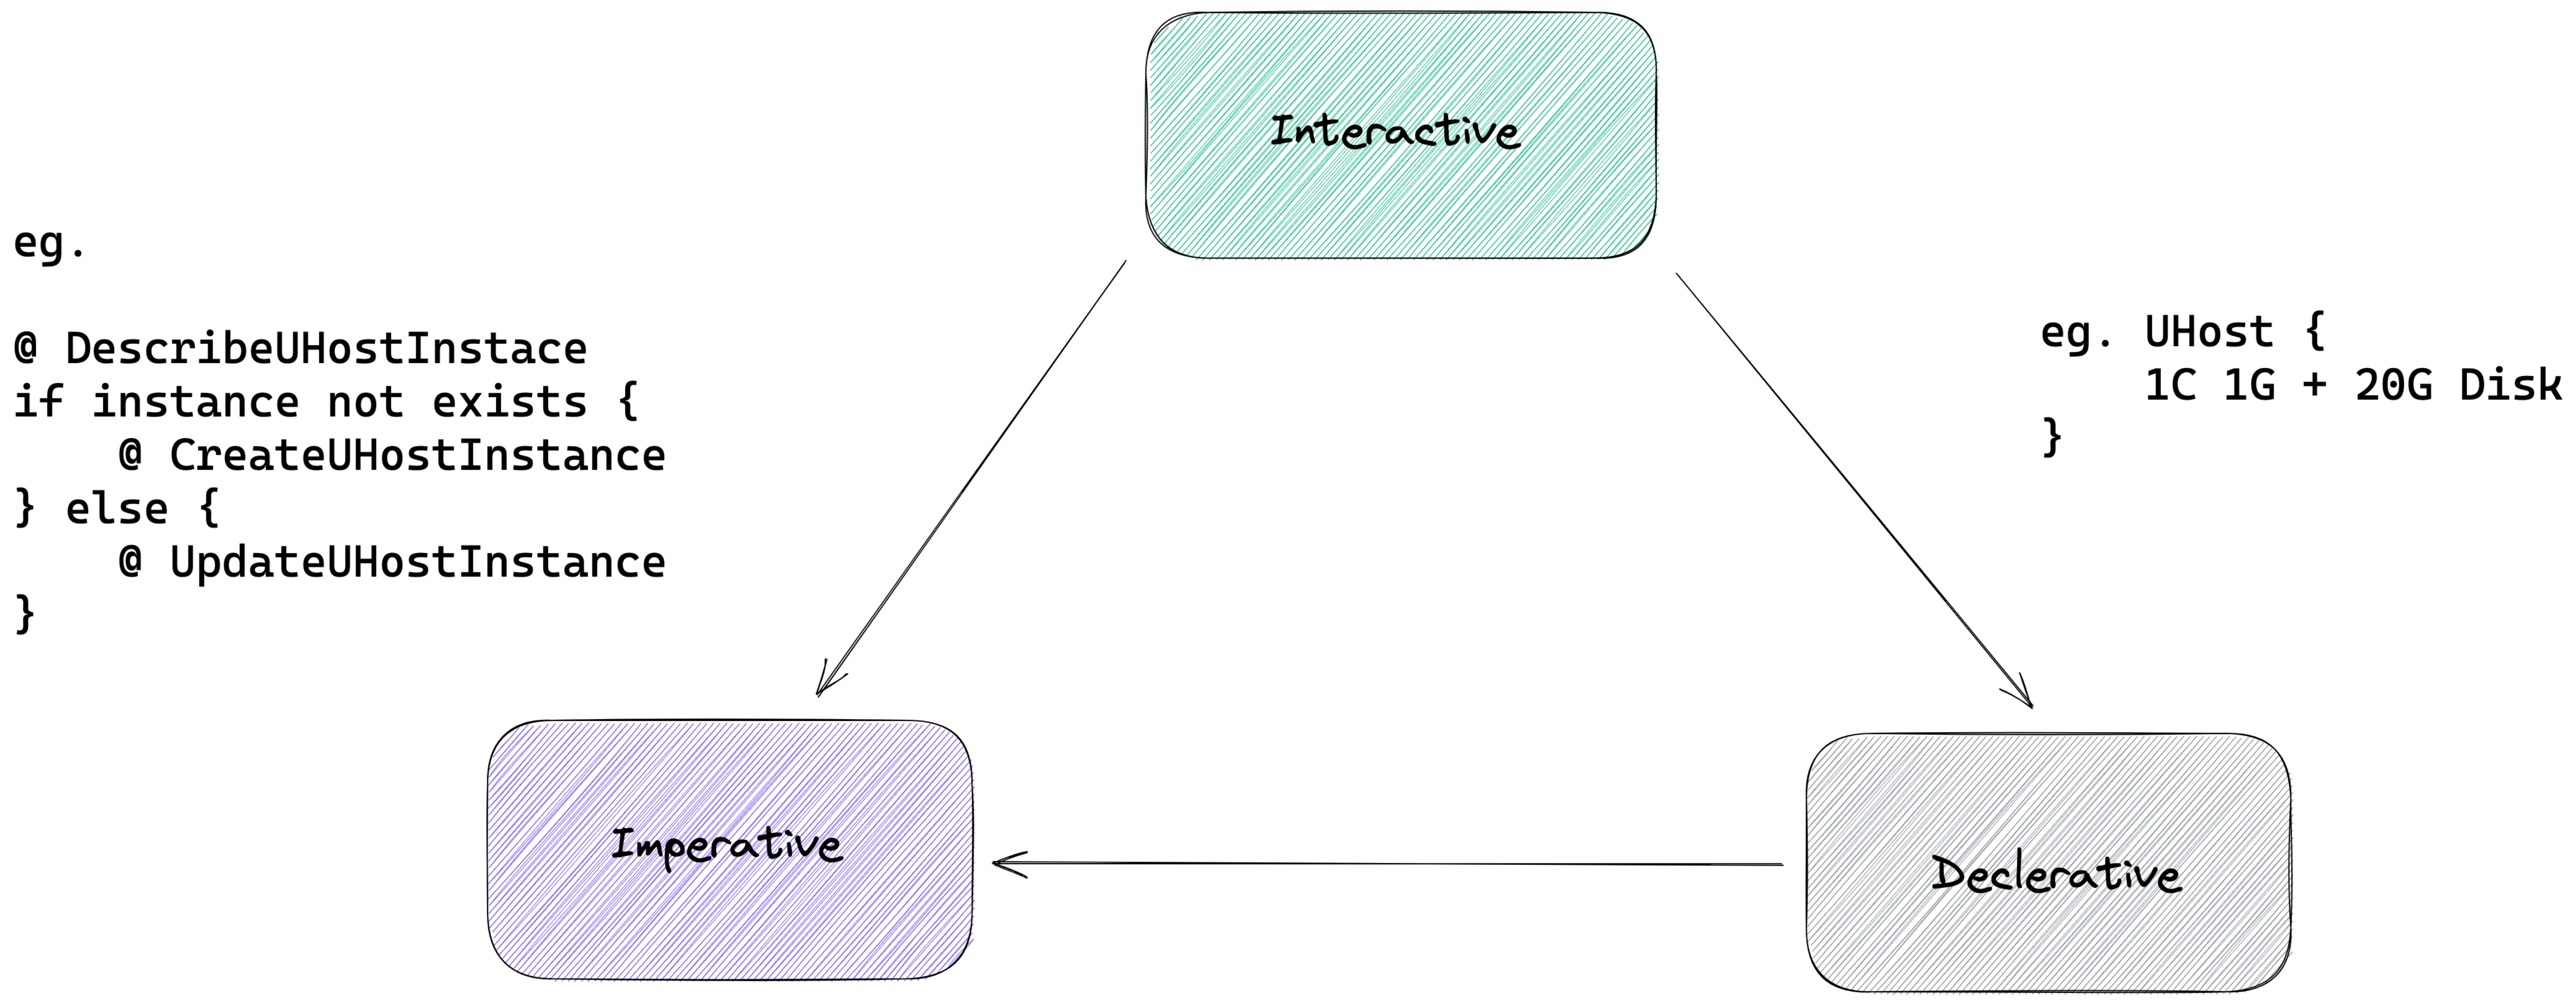 Interactive
eg.
@ DescribeUHostInstace
if instance not exists {
    @ CreateUHostInstance
} else {
    @ UpdateUHostInstance
}
eg. UHost {
    1C 1G + 20G Disk
}
Imperative
Declerative